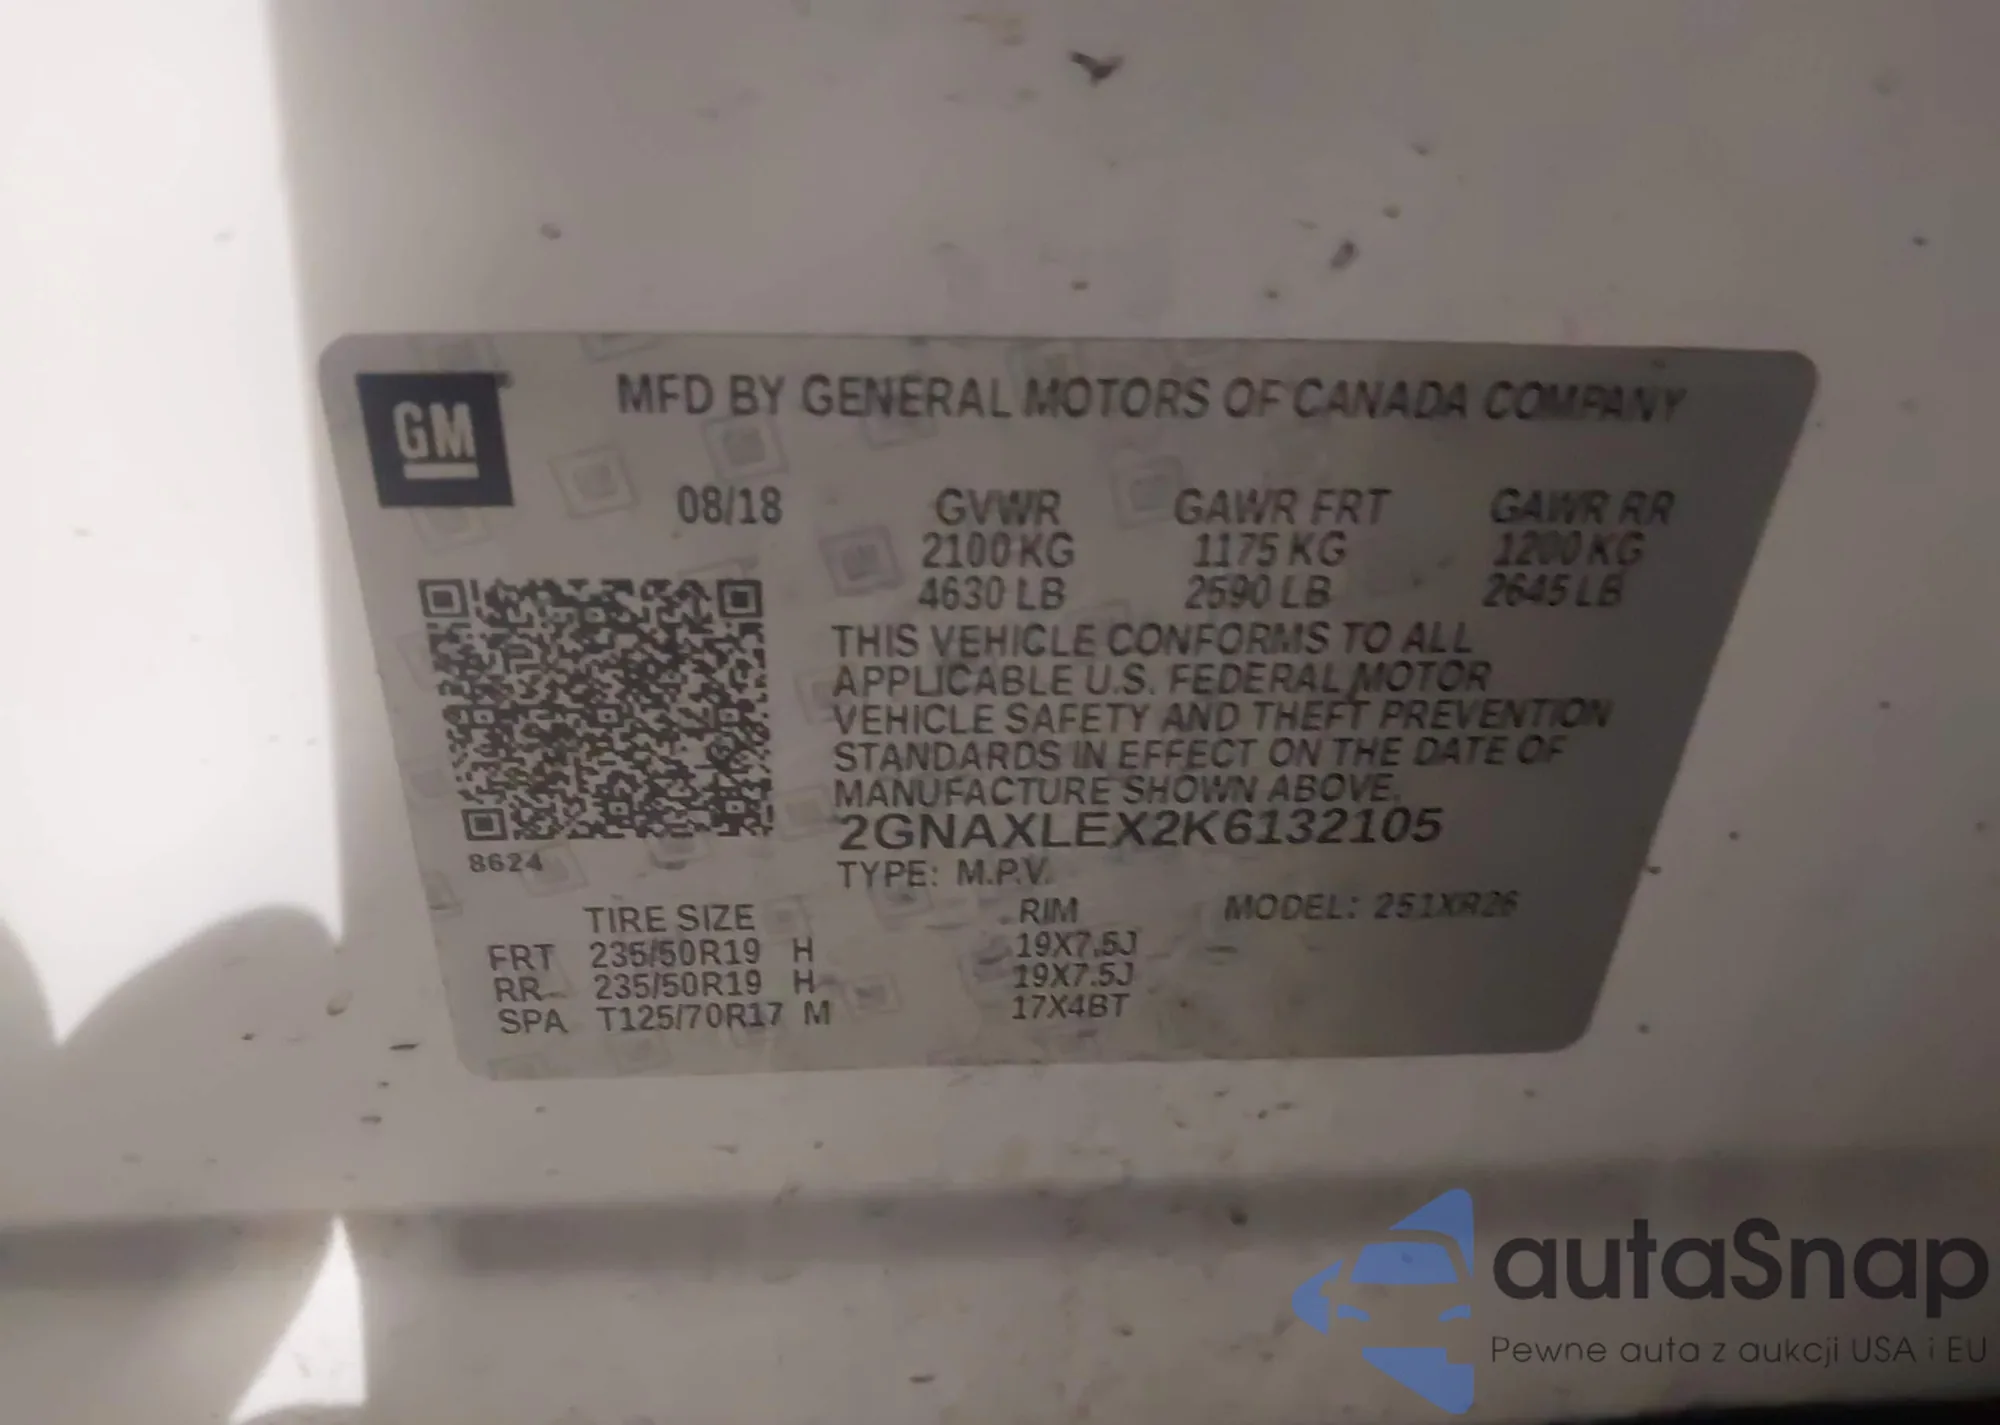 GM
MFD BY GENERAL MOTORS OF CANADA COMPANY
08/18 GVWR GAWR FRT GAWR RR
2100 KG 1175 KG 1200 KG
4630 LB 2590 LB 2645 LB
THIS VEHICLE CONFORMS TO ALL
APPLICABLE U.S. FEDERAL MOTOR
VEHICLE SAFETY AND THEFT PREVENTION
STANDARDS IN EFFECT ON THE DATE OF
MANUFACTURE SHOWN ABOVE.
2GNAXLEX2K6132105
8624
TYPE: M.P.V.
TIRE SIZE RIM MODEL: 251XR26
FRT 235/50R19 H 19X7.5J
RR 235/50R19 H 19X7.5J
SPA T125/70R17 M 17X4BT
autaSnap
Pewne auta z aukcji USA i EU